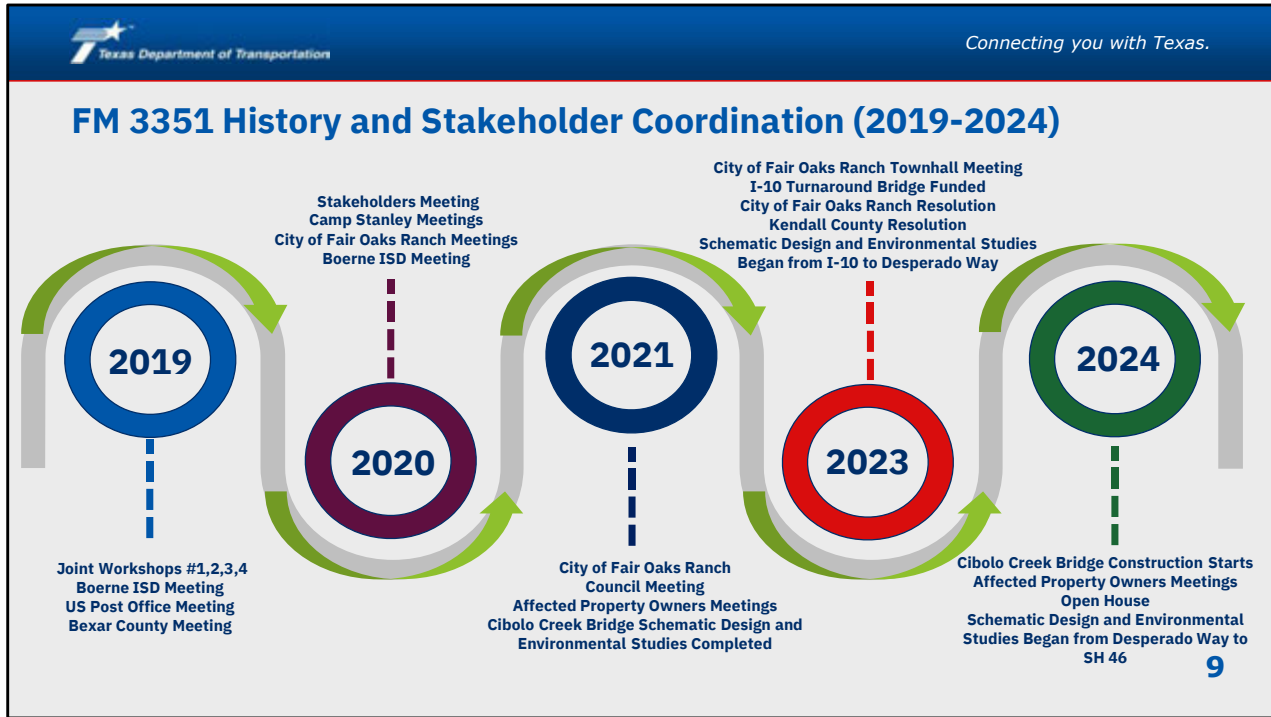 Texas Department of Transportation
Connecting you with Texas.
FM 3351 History and Stakeholder Coordination (2019-2024)
2019
Joint Workshops #1,2,3,4
Boerne ISD Meeting
US Post Office Meeting
Bexar County Meeting
Stakeholders Meeting
Camp Stanley Meetings
City of Fair Oaks Ranch Meetings
Boerne ISD Meeting
2020
2021
City of Fair Oaks Ranch
Council Meeting
Affected Property Owners Meetings
Cibolo Creek Bridge Schematic Design and
Environmental Studies Completed
City of Fair Oaks Ranch Townhall Meeting
I-10 Turnaround Bridge Funded
City of Fair Oaks Ranch Resolution
Kendall County Resolution
Schematic Design and Environmental Studies
Began from I-10 to Desperado Way
2023
2024
Cibolo Creek Bridge Construction Starts
Affected Property Owners Meetings
Open House
Schematic Design and Environmental
Studies Began from Desperado Way to
SH 46
9